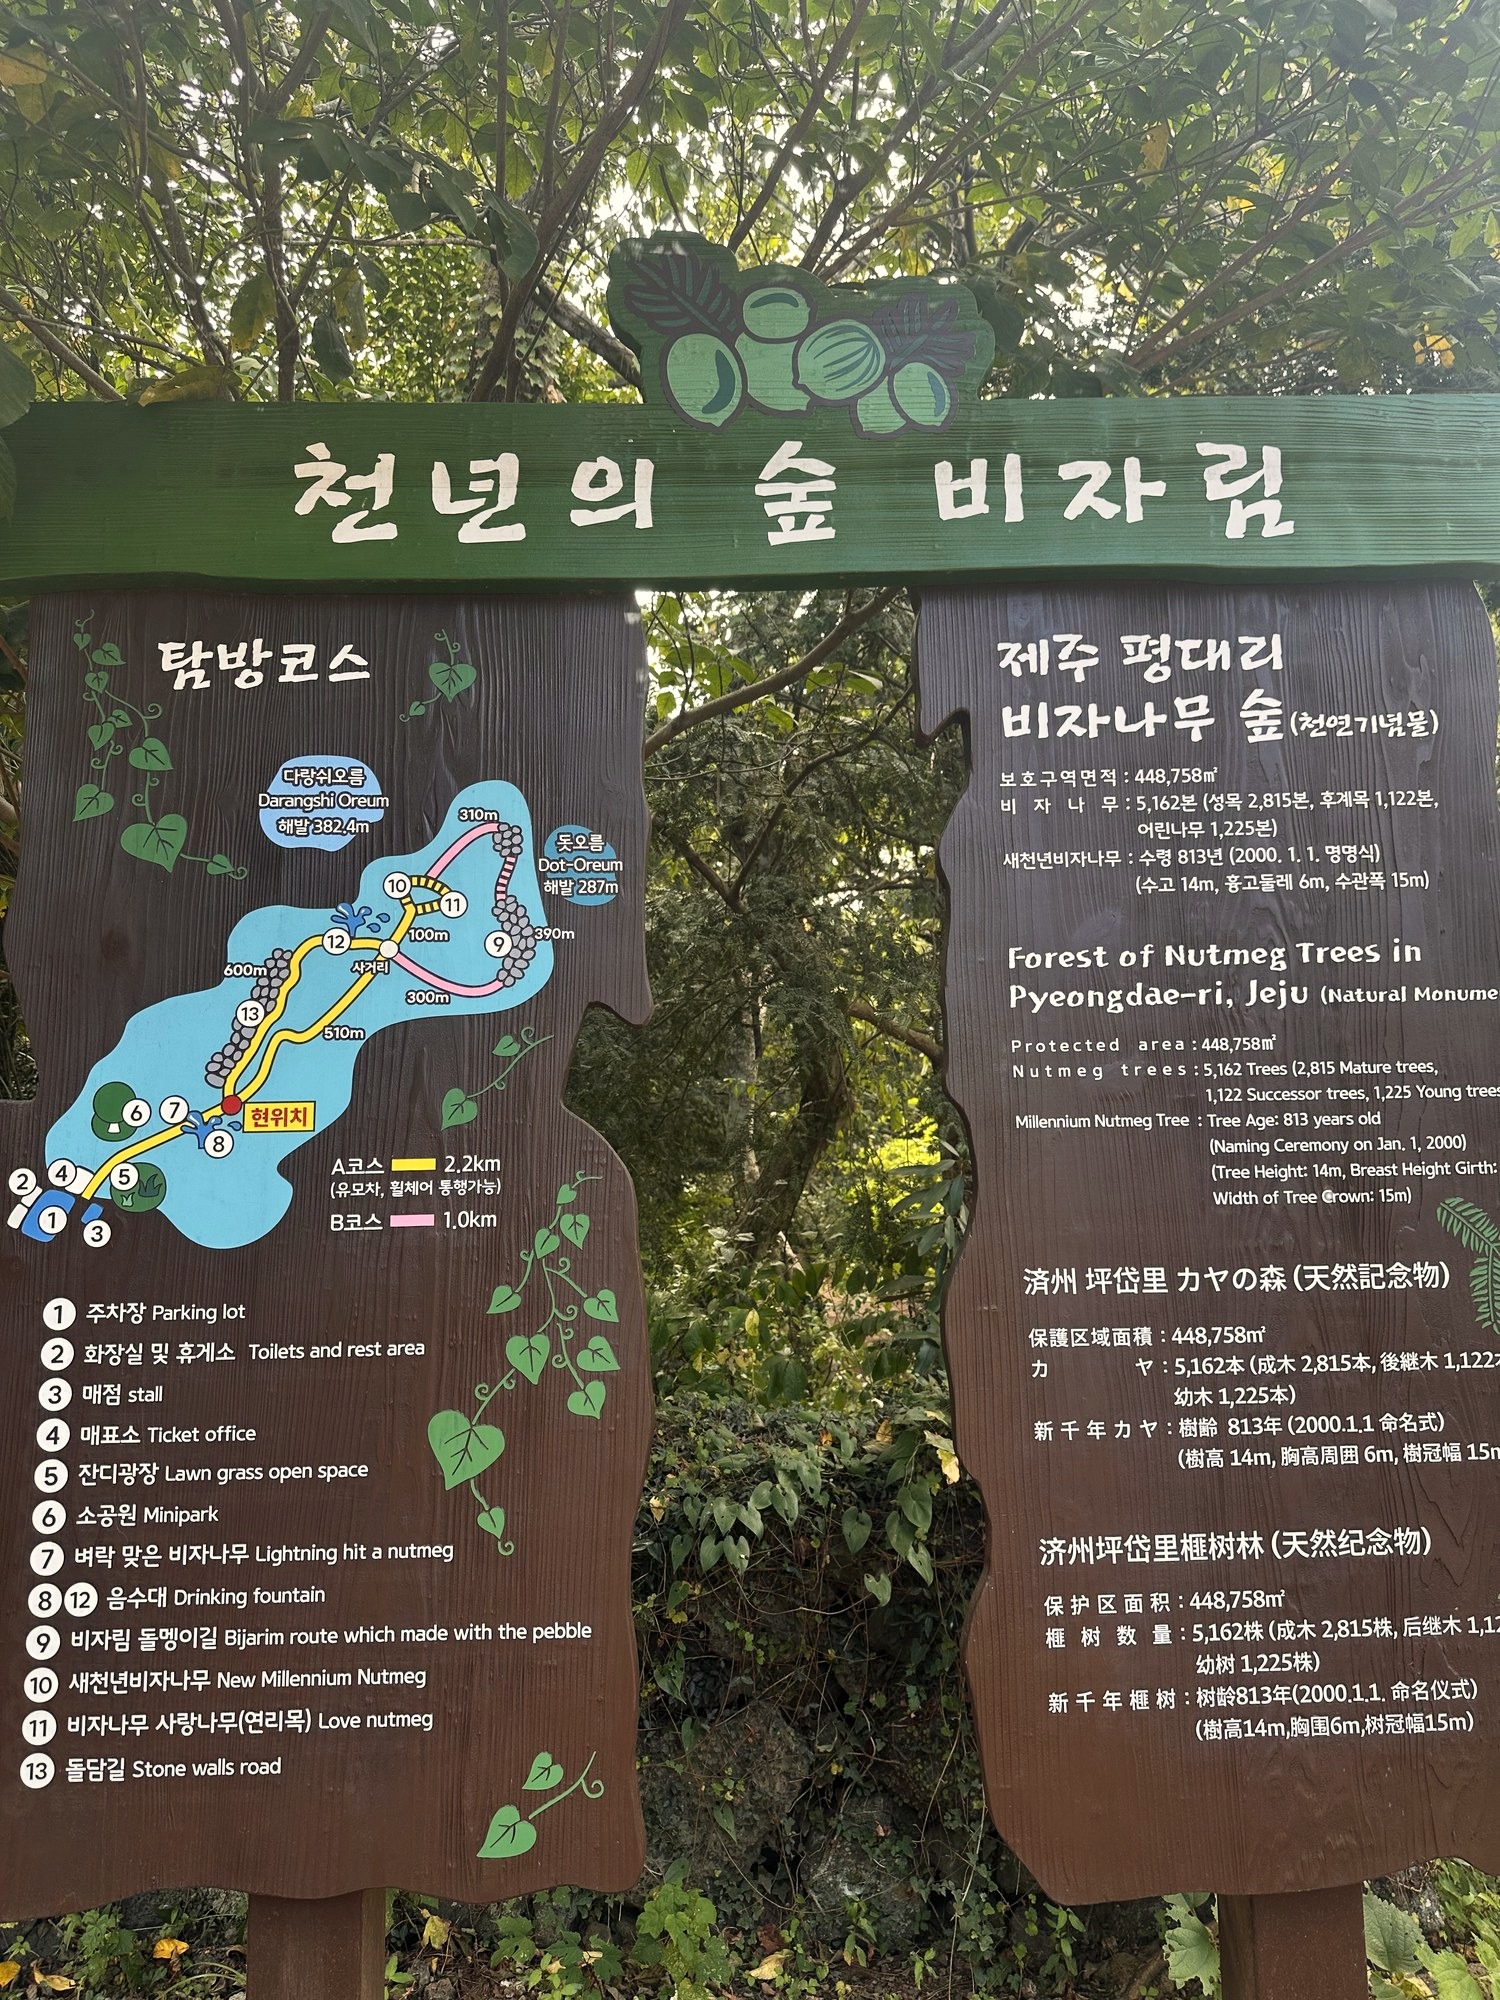 천년의 숲 비자림
탐방코스
다랑쉬오름
Darangshi Oreum
해발 382.4m
310m
돗오름
Dot-Oreum
해발 287m
10
11
12
100m
9
390m
사거리
600m
300m
13
510m
6
7
현위치
8
4
5
2
1
3
A코스 2.2km
(유모차, 휠체어 통행가능)
B코스 1.0km
1 주차장 Parking lot
2 화장실 및 휴게소 Toilets and rest area
3 매점 stall
4 매표소 Ticket office
5 잔디광장 Lawn grass open space
6 소공원 Minipark
7 벼락 맞은 비자나무 Lightning hit a nutmeg
8 12 음수대 Drinking fountain
9 비자림 돌멩이길 Bijarim route which made with the pebble
10 새천년비자나무 New Millennium Nutmeg
11 비자나무 사랑나무(연리목) Love nutmeg
13 돌담길 Stone walls road
제주 평대리
비자나무 숲(천연기념물)
보호구역면적 : 448,758㎡
비자나무 : 5,162본 (성목 2,815본, 후계목 1,122본,
어린나무 1,225본)
새천년비자나무 : 수령 813년 (2000. 1. 1. 명명식)
(수고 14m, 흉고둘레 6m, 수관폭 15m)
Forest of Nutmeg Trees in
Pyeongdae-ri, Jeju (Natural Monume
Protected area : 448,758㎡
Nutmeg trees : 5,162 Trees (2,815 Mature trees,
1,122 Successor trees, 1,225 Young trees
Millennium Nutmeg Tree : Tree Age: 813 years old
(Naming Ceremony on Jan. 1, 2000)
(Tree Height: 14m, Breast Height Girth:
Width of Tree Crown: 15m)
済州 坪岱里 カヤの森 (天然記念物)
保護区域面積 : 448,758㎡
カヤ : 5,162本 (成木 2,815本, 後継木 1,122本
幼木 1,225本)
新千年カヤ : 樹齢 813年 (2000.1.1 命名式)
(樹高 14m, 胸高周囲 6m, 樹冠幅 15m
済州坪岱里榧树林 (天然纪念物)
保护区面积 : 448,758㎡
榧树数量 : 5,162株 (成木 2,815株, 后继木 1,12
幼树 1,225株)
新千年榧树 : 树龄813年(2000.1.1. 命名仪式)
(樹高14m,胸围6m,树冠幅15m)